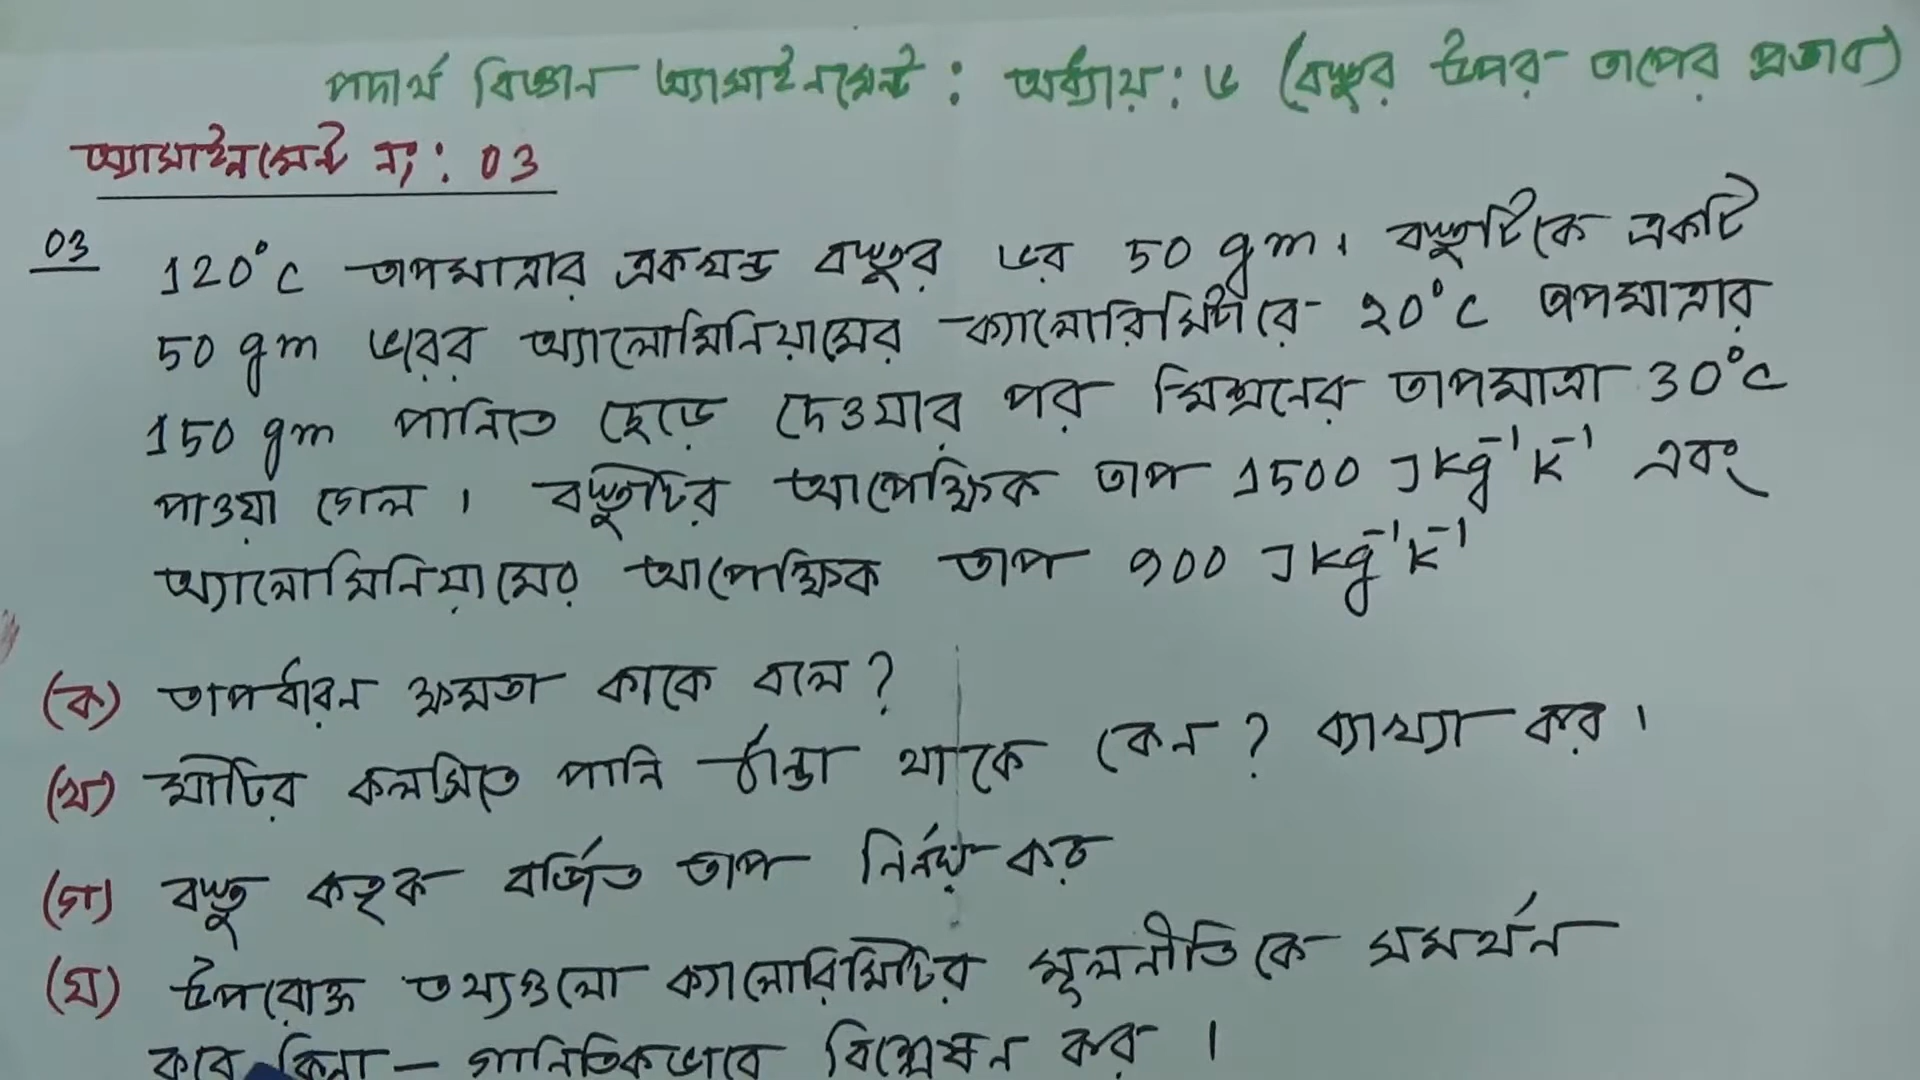 পদার্থ বিজ্ঞান অ্যাসাইনমেন্ট : অধ্যায় : ৬ (বস্তুর উপর তাপের প্রভাব)
অ্যাসাইনমেন্ট নং : 03
03 120°C তাপমাত্রার একখন্ড বস্তুর ভর 50 gm। বস্তুটিকে একটি
50 gm ভরের অ্যালোমিনিয়ামের ক্যালোরিমিটারে 20°C তাপমাত্রার
150 gm পানিতে ছেড়ে দেওয়ার পর মিশ্রনের তাপমাত্রা 30°C
পাওয়া গেল । বস্তুটির আপেক্ষিক তাপ 1500 Jkg⁻¹K⁻¹ এবং
অ্যালোমিনিয়ামের আপেক্ষিক তাপ 900 Jkg⁻¹K⁻¹
(ক) তাপধারন ক্ষমতা কাকে বলে ?
(খ) মাটির কলসিতে পানি ঠান্ডা থাকে কেন ? ব্যাখ্যা কর ।
(গ) বস্তু কতৃক বর্জিত তাপ নির্নয় কর
(ঘ) উপরোক্ত তথ্যগুলো ক্যালোরিমিটির মূলনীতিকে সমর্থন
করে কিনা – গানিতিকভাবে বিশ্লেষন কর ।